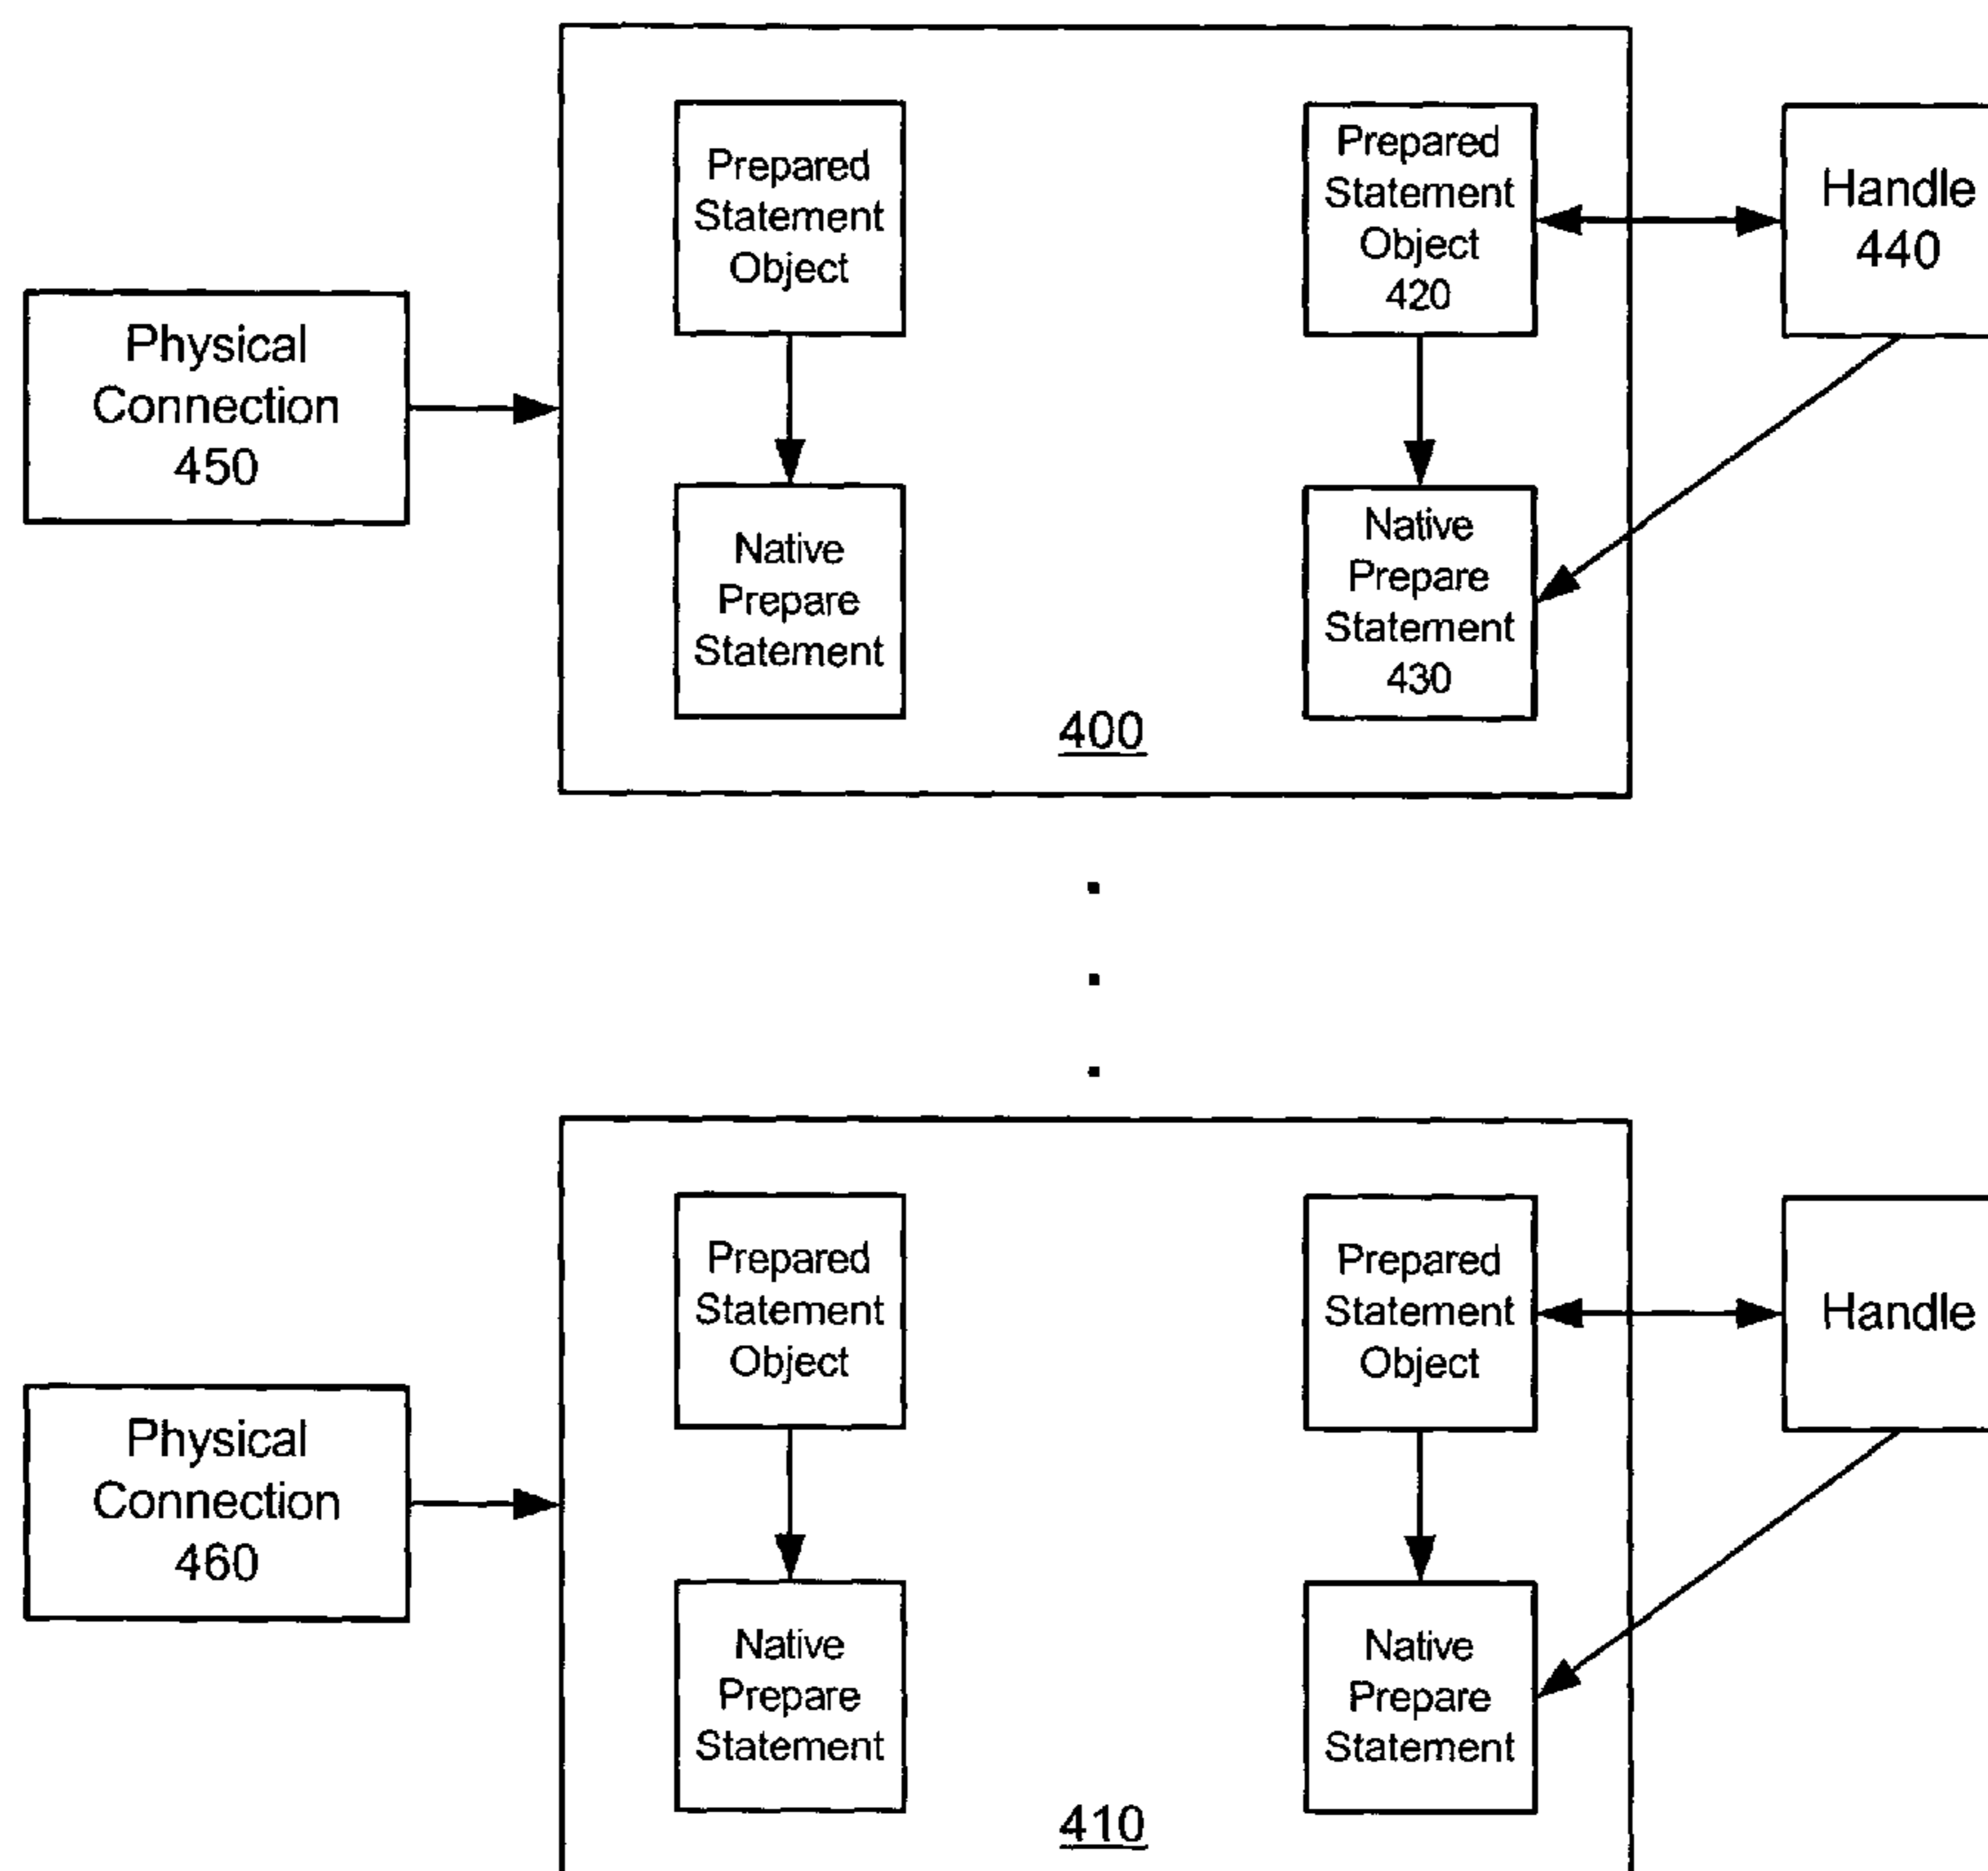 Prepared
Statement
Object
Prepared
Statement
Object
420
Handle
440
Physical
Connection
450
Native
Prepare
Statement
Native
Prepare
Statement
430
400
Prepared
Statement
Object
Prepared
Statement
Object
Handle
Physical
Connection
460
Native
Prepare
Statement
Native
Prepare
Statement
410